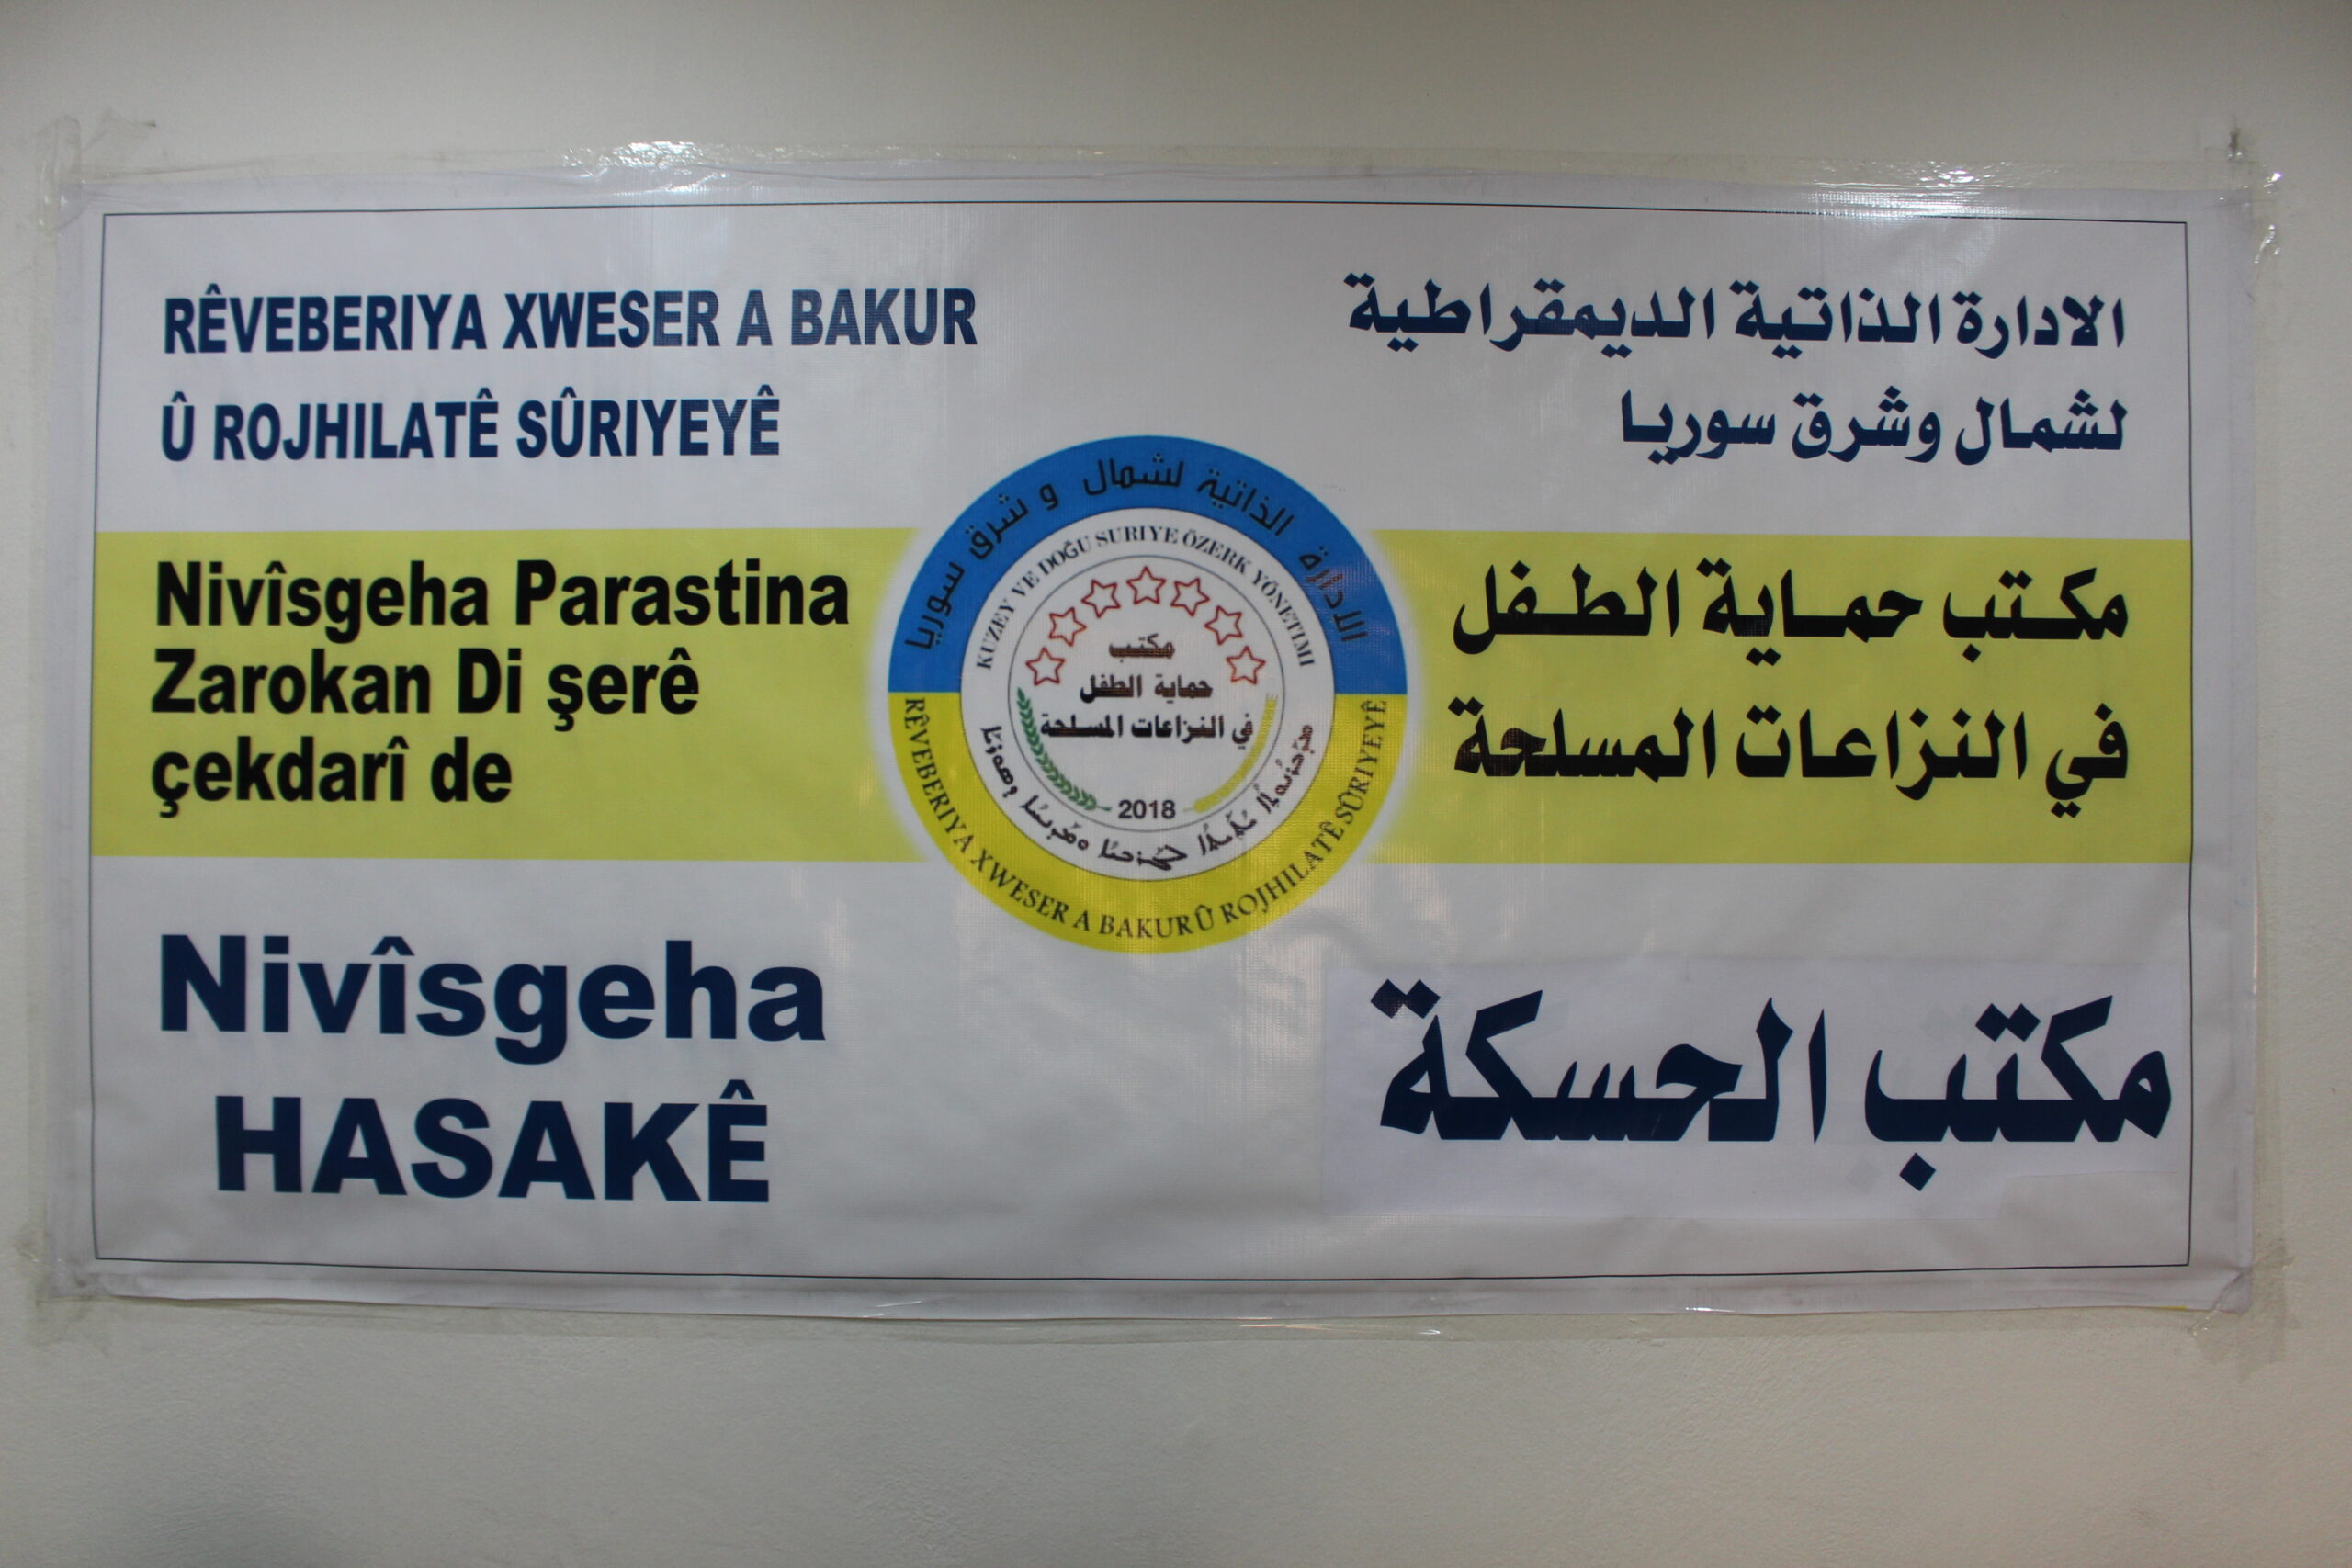 RÊVEBERIYA XWESER A BAKUR
Û ROJHILATÊ SÛRIYEYÊ
الادارة الذاتية الديمقراطية
لشمال وشرق سوريا
Nivîsgeha Parastina
Zarokan Di şerê
çekdarî de
مكتب حماية الطفل
في النزاعات المسلحة
الادارة الذاتية لشمال و شرق سوريا
KUZEY VE DOĞU SURIYE ÖZERK YÖNETIMI
مكتب
حماية الطفل
في النزاعات المسلحة
2018
RÊVEBERIYA XWESER A BAKUR Û ROJHILATÊ SÛRIYEYÊ
Nivîsgeha
HASAKÊ
مكتب الحسكة